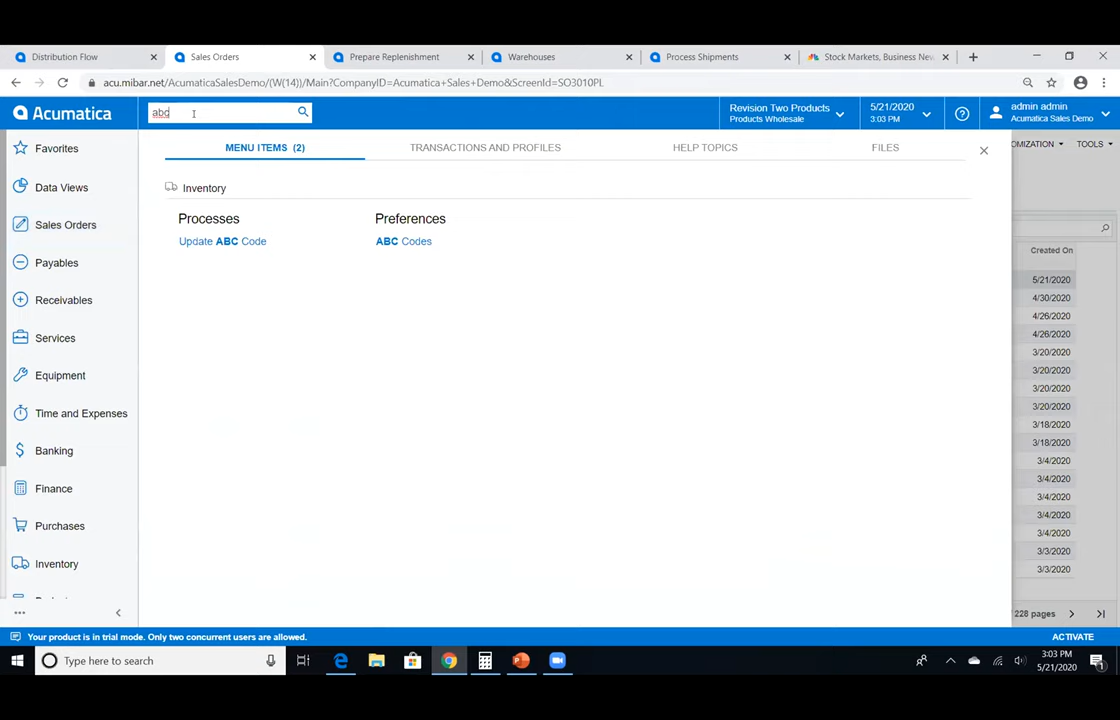 Distribution Flow
Sales Orders
Prepare Replenishment
Warehouses
Process Shipments
Stock Markets, Business New
acu.mibar.net/AcumaticaSalesDemo/(W(14))/Main?CompanyID=Acumatica+Sales+Demo&ScreenId=SO3010PL
Acumatica
abc
Revision Two Products
Products Wholesale
5/21/2020
3:03 PM
admin admin
Acumatica Sales Demo
MENU ITEMS (2)
TRANSACTIONS AND PROFILES
HELP TOPICS
FILES
OMIZATION
TOOLS
Favorites
Data Views
Sales Orders
Payables
Receivables
Services
Equipment
Time and Expenses
Banking
Finance
Purchases
Inventory
Inventory
Processes
Preferences
Update ABC Code
ABC Codes
Created On
5/21/2020
4/30/2020
4/26/2020
4/26/2020
3/20/2020
3/20/2020
3/20/2020
3/20/2020
3/18/2020
3/18/2020
3/4/2020
3/4/2020
3/4/2020
3/4/2020
3/4/2020
3/3/2020
3/3/2020
228 pages
Your product is in trial mode. Only two concurrent users are allowed.
ACTIVATE
Type here to search
3:03 PM
5/21/2020
1